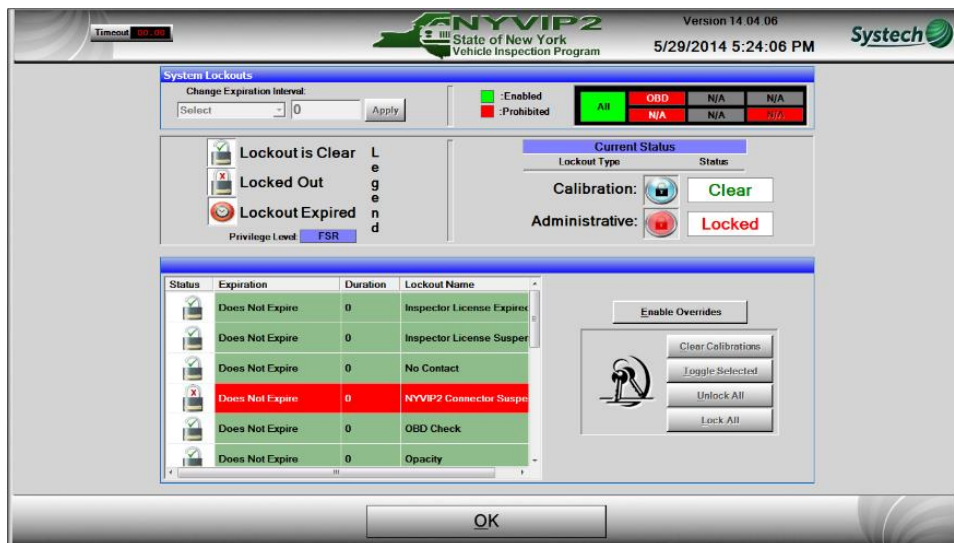 Timeout 00.00
NYVIP2
State of New York
Vehicle Inspection Program
Version 14.04.06
5/29/2014 5:24:06 PM
Systech
System Lockouts
Change Expiration Interval:
Select 0 Apply
:Enabled
:Prohibited
All OBD N/A N/A
N/A N/A N/A
Lockout is Clear
Locked Out
Lockout Expired
Legend
Privilege Level: FSR
Current Status
Lockout Type Status
Calibration: Clear
Administrative: Locked
Status Expiration Duration Lockout Name
Does Not Expire 0 Inspector License Expired
Does Not Expire 0 Inspector License Suspen
Does Not Expire 0 No Contact
Does Not Expire 0 NYVIP2 Connector Suspe
Does Not Expire 0 OBD Check
Does Not Expire 0 Opacity
Enable Overrides
Clear Calibrations
Toggle Selected
Unlock All
Lock All
OK